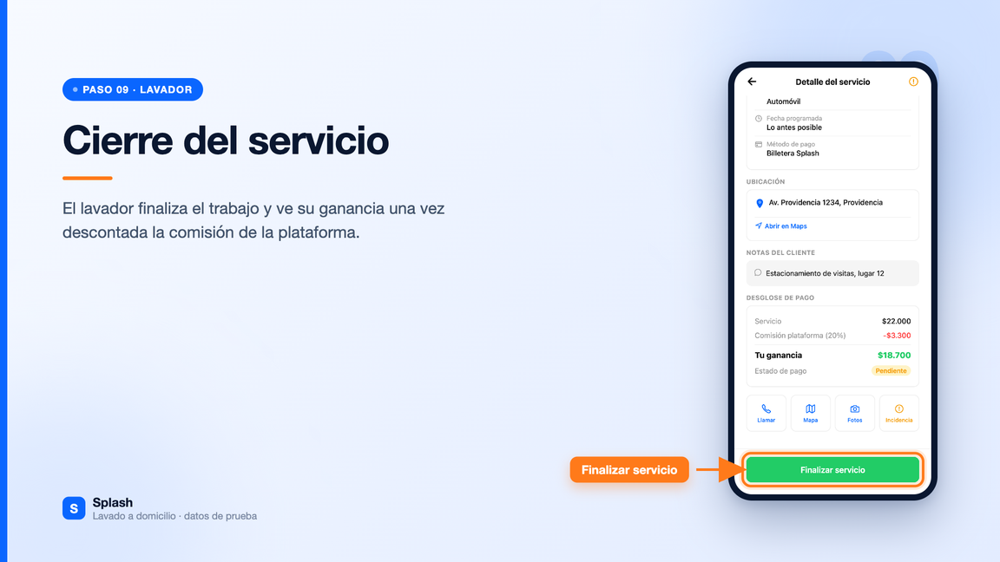 PASO 09 · LAVADOR
Cierre del servicio
El lavador finaliza el trabajo y ve su ganancia una vez
descontada la comisión de la plataforma.
S
Splash
Lavado a domicilio · datos de prueba
Finalizar servicio
Detalle del servicio
Automóvil
Fecha programada
Lo antes posible
Método de pago
Billetera Splash
UBICACIÓN
Av. Providencia 1234, Providencia
Abrir en Maps
NOTAS DEL CLIENTE
Estacionamiento de visitas, lugar 12
DESGLOSE DE PAGO
Servicio $22.000
Comisión plataforma (20%) -$3.300
Tu ganancia $18.700
Estado de pago Pendiente
Llamar Mapa Fotos Incidencia
Finalizar servicio